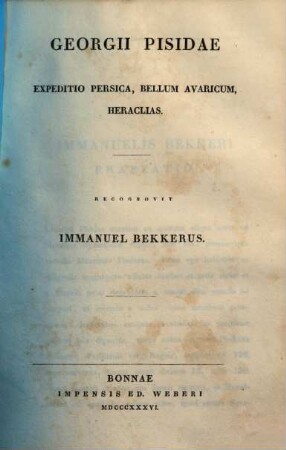 GEORGII PISIDAE
EXPEDITIO PERSICA, BELLUM AVARICUM,
HERACLIAS.
RECOGNOVIT
IMMANUEL BEKKERUS.
BONNAE
IMPENSIS ED. WEBERI
MDCCCXXXVI.